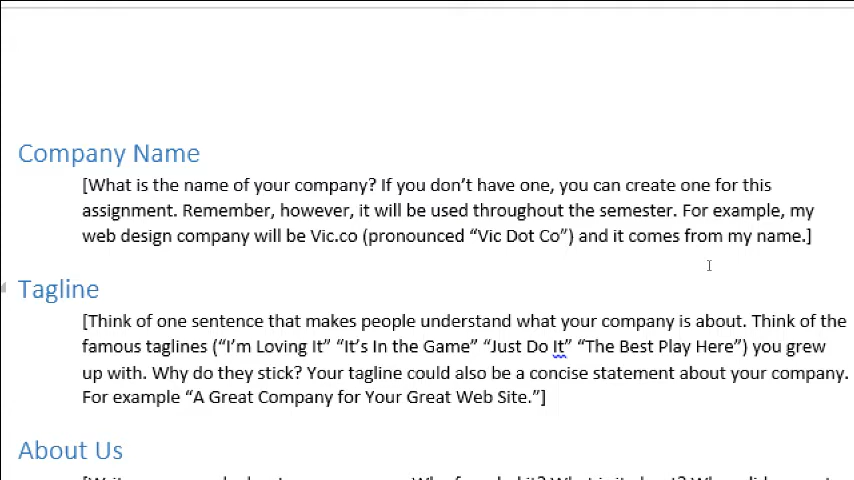 Company Name
[What is the name of your company? If you don’t have one, you can create one for this
assignment. Remember, however, it will be used throughout the semester. For example, my
web design company will be Vic.co (pronounced “Vic Dot Co”) and it comes from my name.]
Tagline
[Think of one sentence that makes people understand what your company is about. Think of the
famous taglines (“I’m Loving It” “It’s In the Game” “Just Do It” “The Best Play Here”) you grew
up with. Why do they stick? Your tagline could also be a concise statement about your company.
For example “A Great Company for Your Great Web Site.”]
About Us